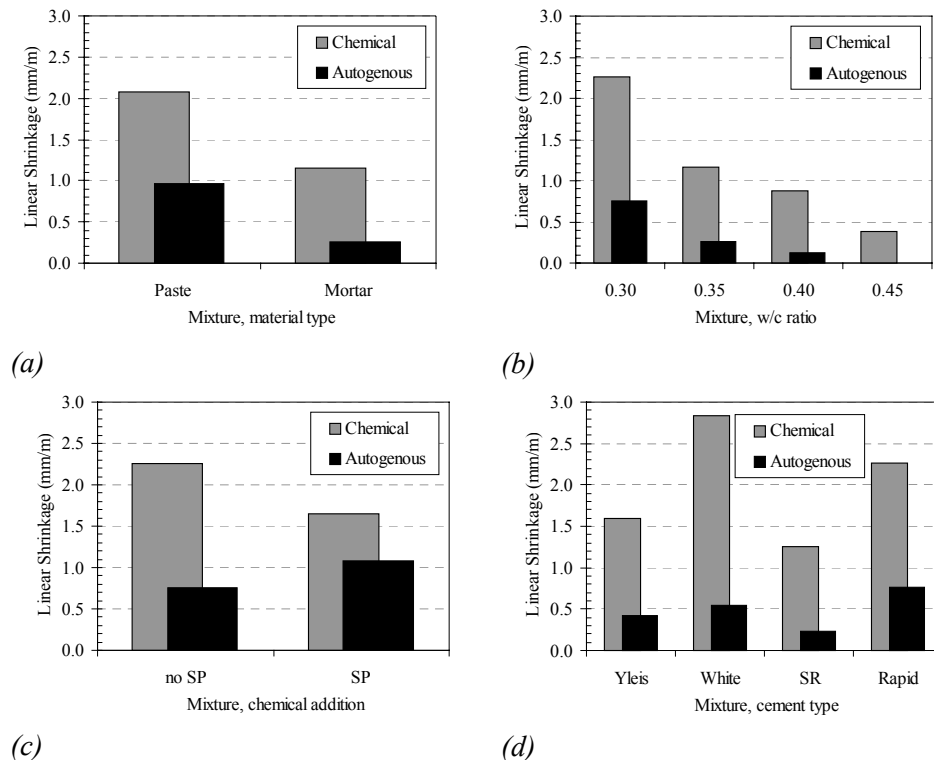 3.0
2.5
2.0
1.5
1.0
0.5
0.0
Linear Shrinkage (mm/m)
Chemical
Autogenous
Paste Mortar
Mixture, material type
(a)
3.0
2.5
2.0
1.5
1.0
0.5
0.0
Linear Shrinkage (mm/m)
Chemical
Autogenous
0.30 0.35 0.40 0.45
Mixture, w/c ratio
(b)
3.0
2.5
2.0
1.5
1.0
0.5
0.0
Linear Shrinkage (mm/m)
Chemical
Autogenous
no SP SP
Mixture, chemical addition
(c)
3.0
2.5
2.0
1.5
1.0
0.5
0.0
Linear Shrinkage (mm/m)
Chemical
Autogenous
Yleis White SR Rapid
Mixture, cement type
(d)